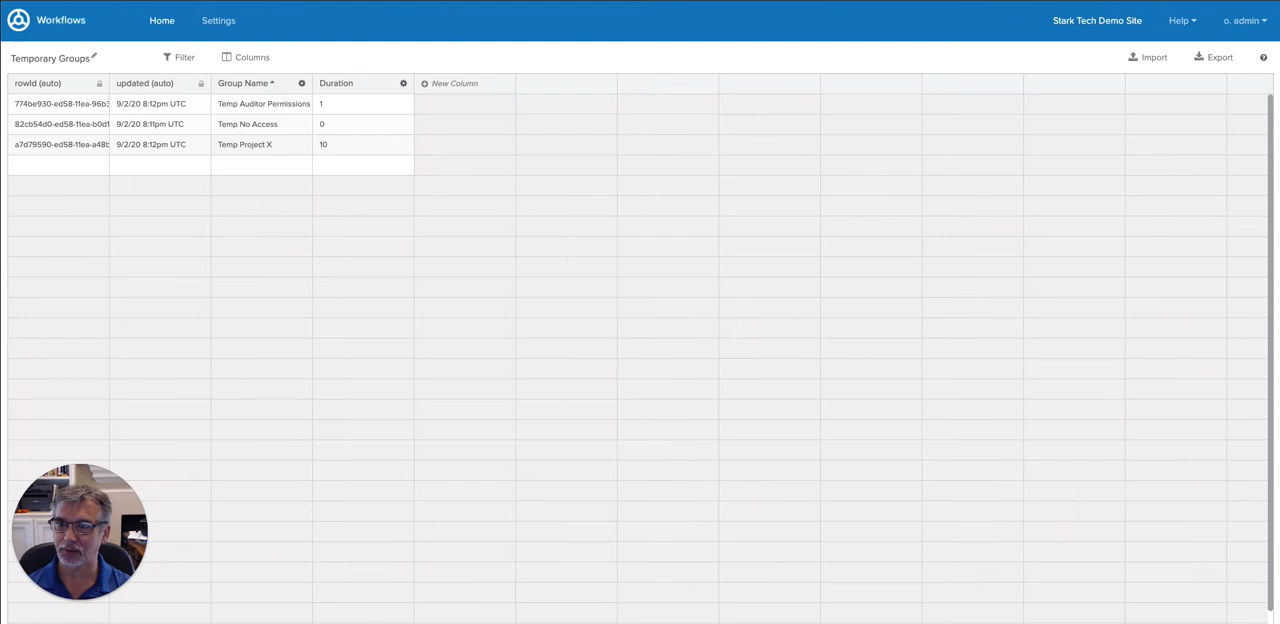 Workflows Home Settings Stark Tech Demo Site Help o. admin
Temporary Groups Filter Columns Import Export ?
rowId (auto) updated (auto) Group Name Duration New Column
774be930-ed58-11ea-96b3 9/2/20 8:12pm UTC Temp Auditor Permissions 1
82cb54d0-ed58-11ea-b0d1 9/2/20 8:11pm UTC Temp No Access 0
a7d79590-ed58-11ea-a48b 9/2/20 8:12pm UTC Temp Project X 10